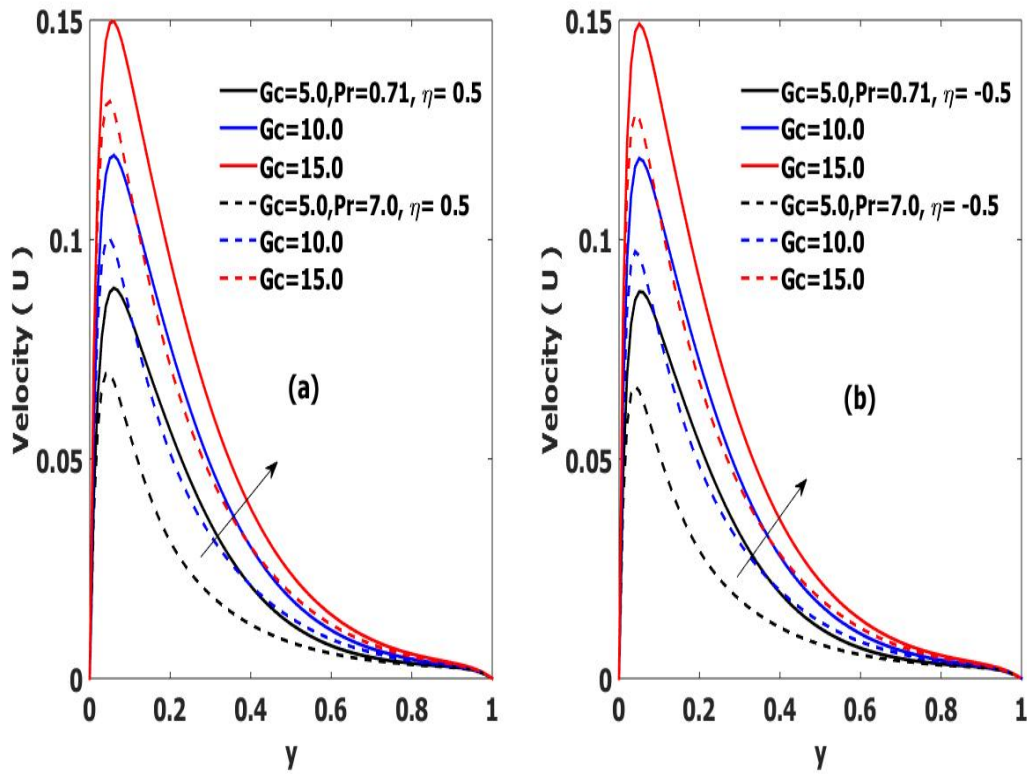 0.15
0.1
0.05
0
Velocity ( U )
Gc=5.0,Pr=0.71, η= 0.5
Gc=10.0
Gc=15.0
Gc=5.0,Pr=7.0, η= 0.5
Gc=10.0
Gc=15.0
(a)
0 0.2 0.4 0.6 0.8 1
y
0.15
0.1
0.05
0
Velocity ( U )
Gc=5.0,Pr=0.71, η= -0.5
Gc=10.0
Gc=15.0
Gc=5.0,Pr=7.0, η= -0.5
Gc=10.0
Gc=15.0
(b)
0 0.2 0.4 0.6 0.8 1
y